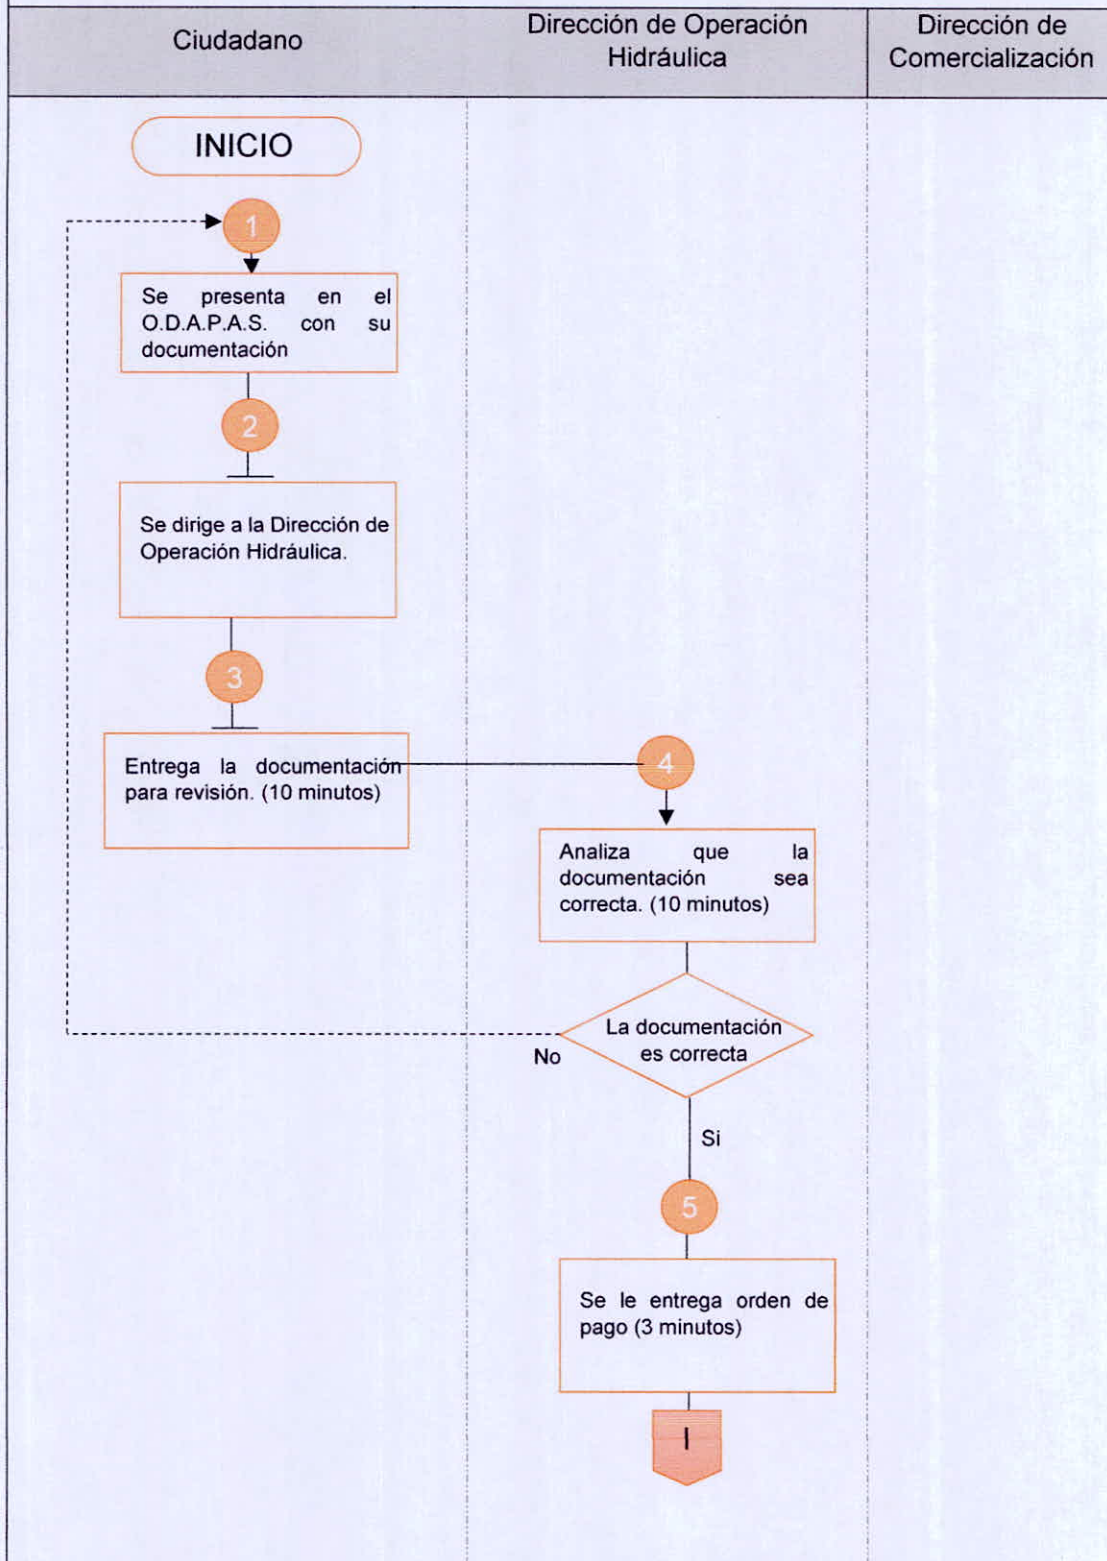 Ciudadano
Dirección de Operación
Hidráulica
Dirección de
Comercialización
INICIO
1
Se presenta en el
O.D.A.P.A.S. con su
documentación
2
Se dirige a la Dirección de
Operación Hidráulica.
3
Entrega la documentación
para revisión. (10 minutos)
4
Analiza que la
documentación sea
correcta. (10 minutos)
La documentación
es correcta
No
Si
5
Se le entrega orden de
pago (3 minutos)
I